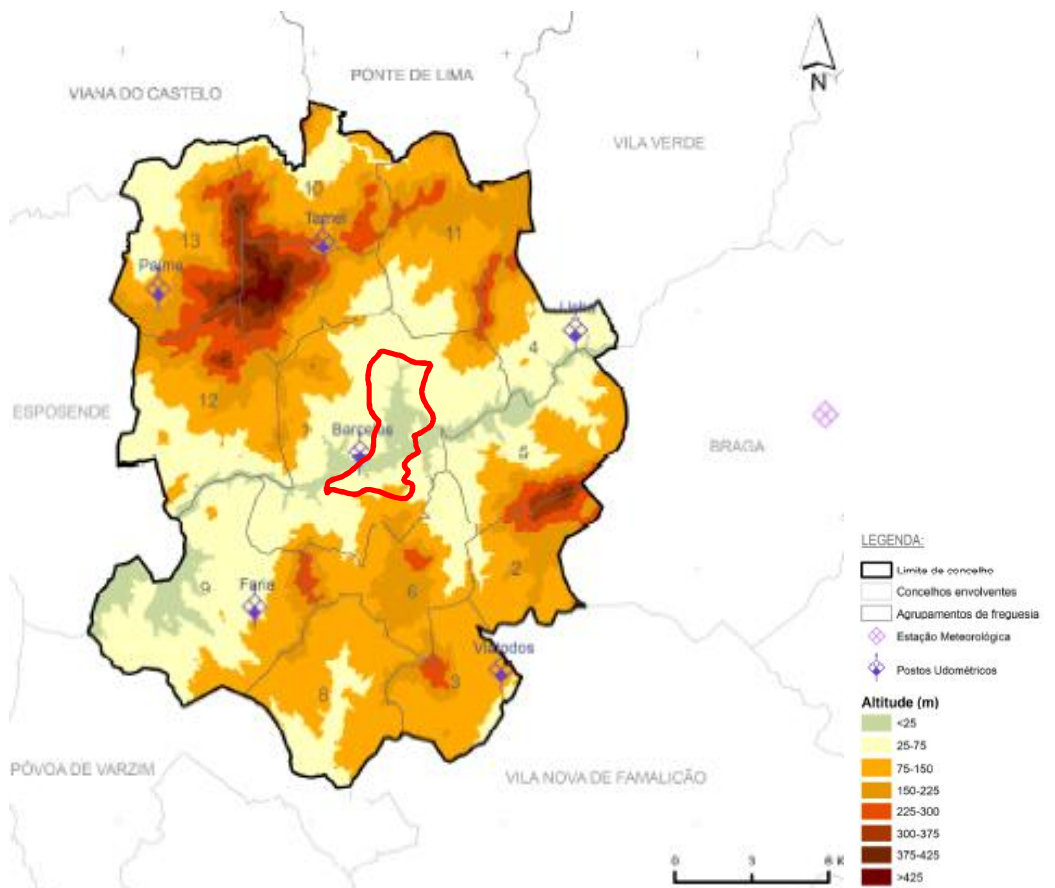 PONTE DE LIMA
VIANA DO CASTELO
N
VILA VERDE
10
Tamel
13
11
Palme
4
12
ESPOSENDE
Barcelos
BRAGA
5
LEGENDA:
Limite de concelho
Concelhos envolventes
Agrupamentos de freguesia
Estação Meteorológica
Postos Udométricos
2
9
Faria
6
Viatodos
3
8
Altitude (m)
<25
25-75
75-150
150-225
225-300
300-375
375-425
>425
PÓVOA DE VARZIM
VILA NOVA DE FAMALICÃO
0 3 6 K